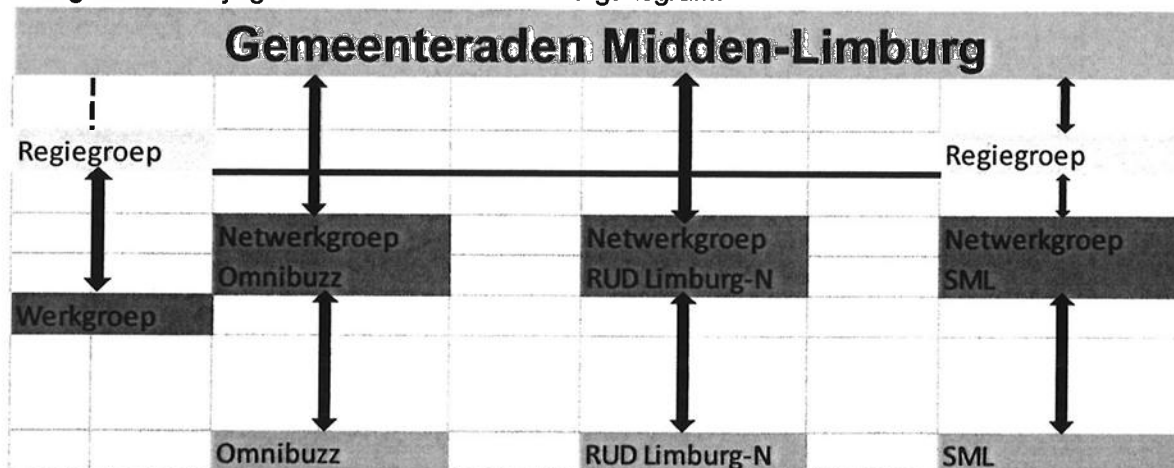 Gemeenteraden Midden-Limburg
Regiegroep
Regiegroep
Netwerkgroep
Omnibuzz
Netwerkgroep
RUD Limburg-N
Netwerkgroep
SML
Werkgroep
Omnibuzz
RUD Limburg-N
SML